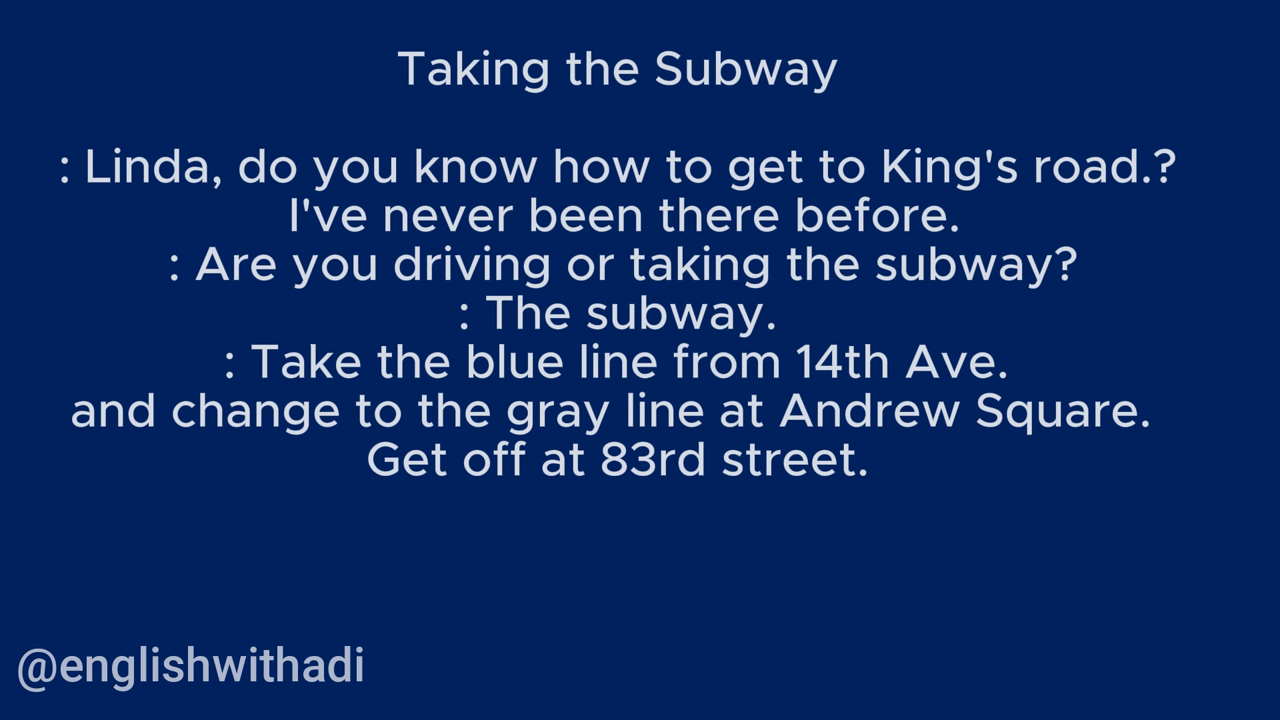 Taking the Subway
: Linda, do you know how to get to King's road.?
I've never been there before.
: Are you driving or taking the subway?
: The subway.
: Take the blue line from 14th Ave.
and change to the gray line at Andrew Square.
Get off at 83rd street.
@englishwithadi